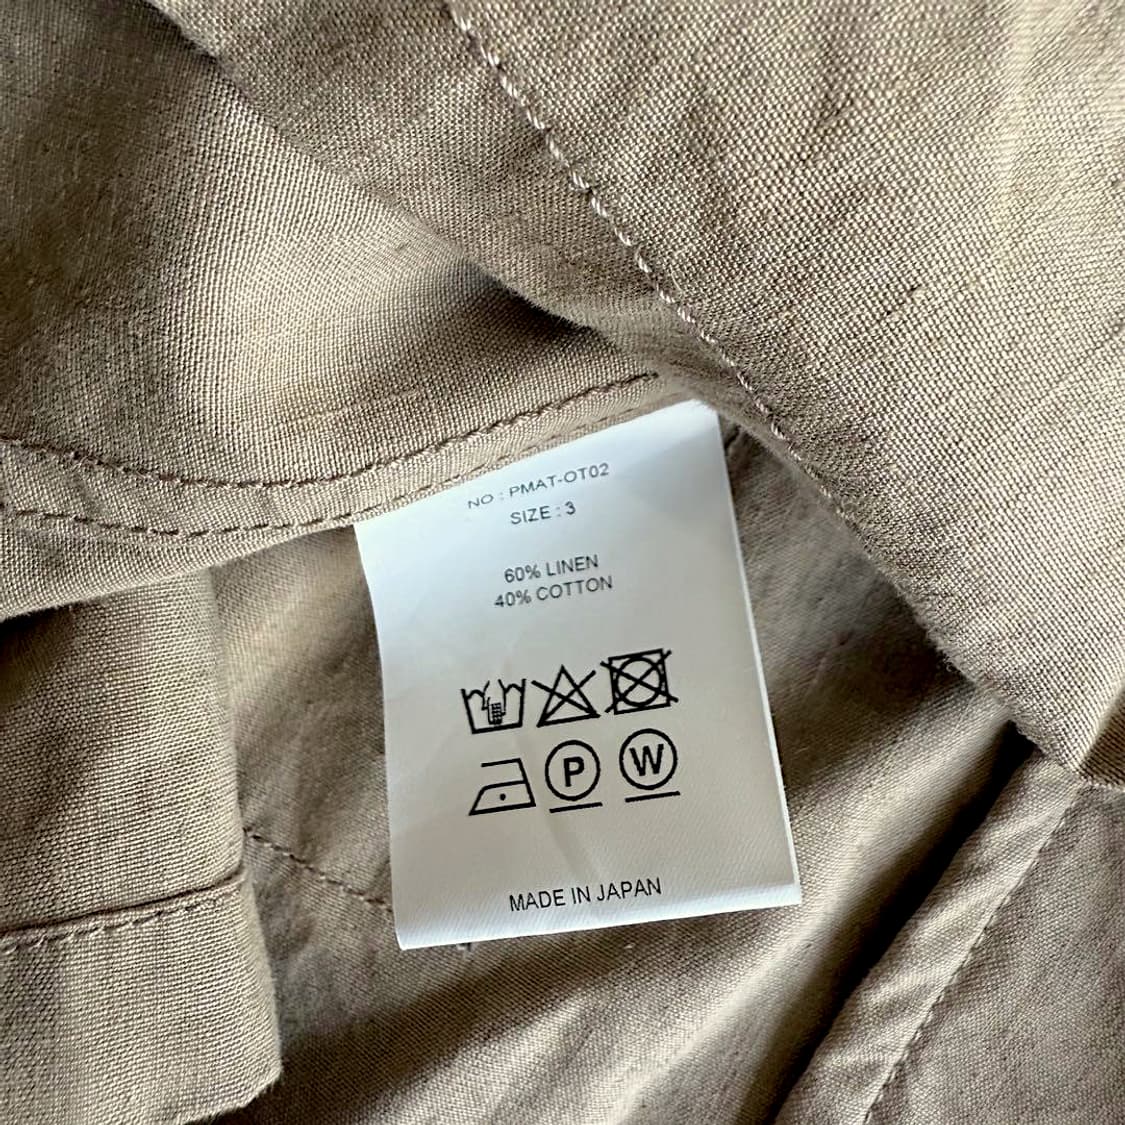 NO : PMAT-OT02
SIZE : 3
60% LINEN
40% COTTON
P W
MADE IN JAPAN